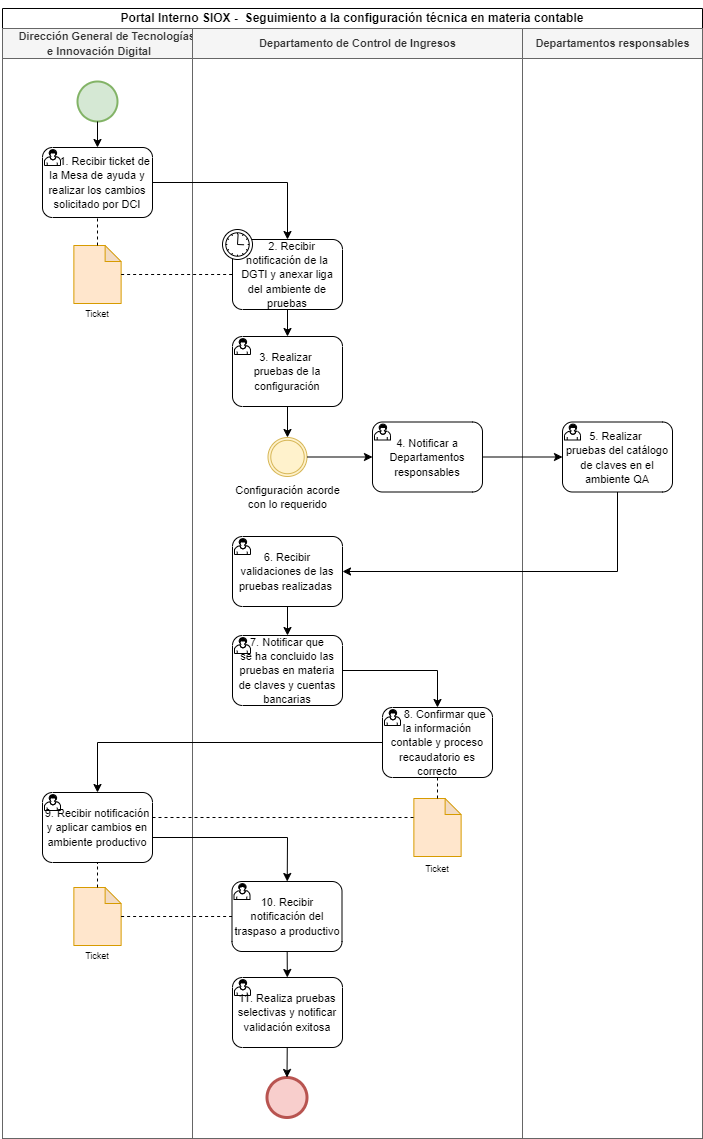 Portal Interno SIOX - Seguimiento a la configuración técnica en materia contable
Dirección General de Tecnologías
e Innovación Digital
Departamento de Control de Ingresos
Departamentos responsables
1. Recibir ticket de
la Mesa de ayuda y
realizar los cambios
solicitado por DCI
Ticket
2. Recibir
notificación de la
DGTI y anexar liga
del ambiente de
pruebas
3. Realizar
pruebas de la
configuración
Configuración acorde
con lo requerido
4. Notificar a
Departamentos
responsables
5. Realizar
pruebas del catálogo
de claves en el
ambiente QA
6. Recibir
validaciones de las
pruebas realizadas
7. Notificar que
se ha concluido las
pruebas en materia
de claves y cuentas
bancarias
8. Confirmar que
la información
contable y proceso
recaudatorio es
correcto
Ticket
9. Recibir notificación
y aplicar cambios en
ambiente productivo
Ticket
10. Recibir
notificación del
traspaso a productivo
11. Realiza pruebas
selectivas y notificar
validación exitosa